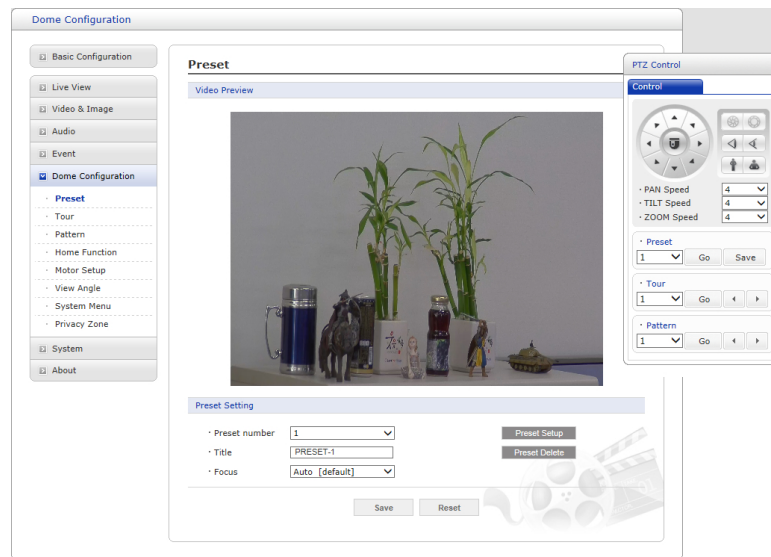 Dome Configuration
Basic Configuration
Live View
Video & Image
Audio
Event
Dome Configuration
Preset
Tour
Pattern
Home Function
Motor Setup
View Angle
System Menu
Privacy Zone
System
About
Preset
Video Preview
Preset Setting
Preset number 1 Preset Setup
Title PRESET-1 Preset Delete
Focus Auto [default]
Save Reset
PTZ Control
Control
PAN Speed 4
TILT Speed 4
ZOOM Speed 4
Preset
1 Go Save
Tour
1 Go
Pattern
1 Go